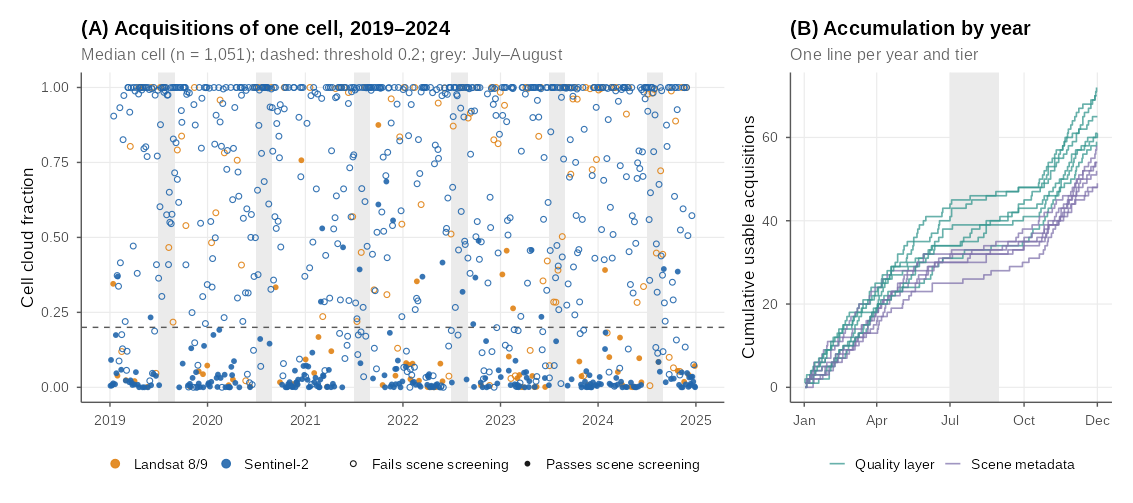 (A) Acquisitions of one cell, 2019–2024
Median cell (n = 1,051); dashed: threshold 0.2; grey: July–August
Cell cloud fraction
1.00
0.75
0.50
0.25
0.00
2019 2020 2021 2022 2023 2024 2025
Landsat 8/9 Sentinel-2 Fails scene screening Passes scene screening
(B) Accumulation by year
One line per year and tier
Cumulative usable acquisitions
60
40
20
0
Jan Apr Jul Oct Dec
Quality layer Scene metadata